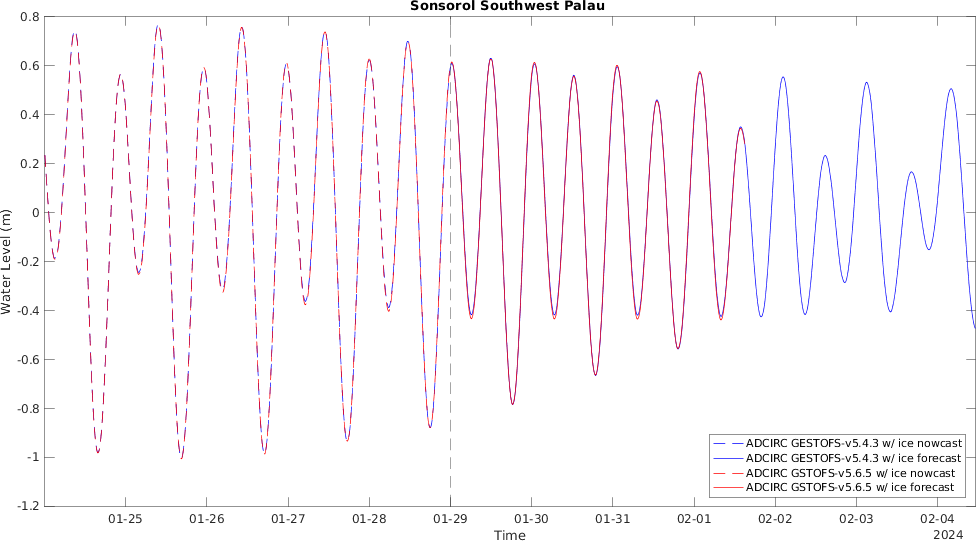 Sonsorol Southwest Palau
0.8
0.6
0.4
0.2
0
-0.2
-0.4
-0.6
-0.8
-1
-1.2
Water Level (m)
01-25 01-26 01-27 01-28 01-29 01-30 01-31 02-01 02-02 02-03 02-04
Time
2024
ADCIRC GESTOFS-v5.4.3 w/ ice nowcast
ADCIRC GESTOFS-v5.4.3 w/ ice forecast
ADCIRC GSTOFS-v5.6.5 w/ ice nowcast
ADCIRC GSTOFS-v5.6.5 w/ ice forecast